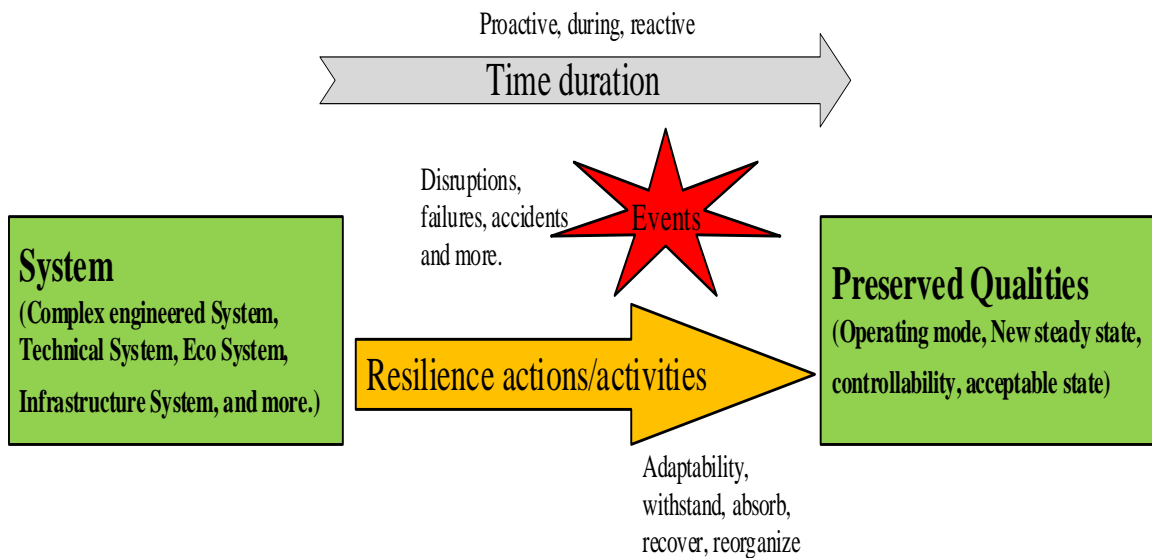 Proactive, during, reactive
Time duration
Disruptions,
failures, accidents
and more.
Events
System
(Complex engineered System,
Technical System, Eco System,
Infrastructure System, and more.)
Resilience actions/activities
Preserved Qualities
(Operating mode, New steady state,
controllability, acceptable state)
Adaptability,
withstand, absorb,
recover, reorganize